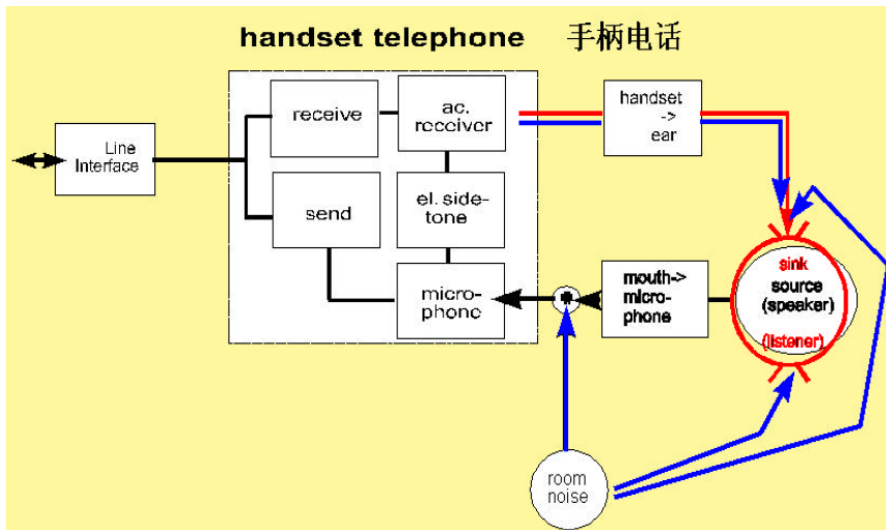 handset telephone 手柄电话
receive
ac.
receiver
handset
->
ear
Line
Interface
send
el. side-
tone
micro-
phone
mouth->
micro-
phone
sink
source
(speaker)
(listener)
room
noise